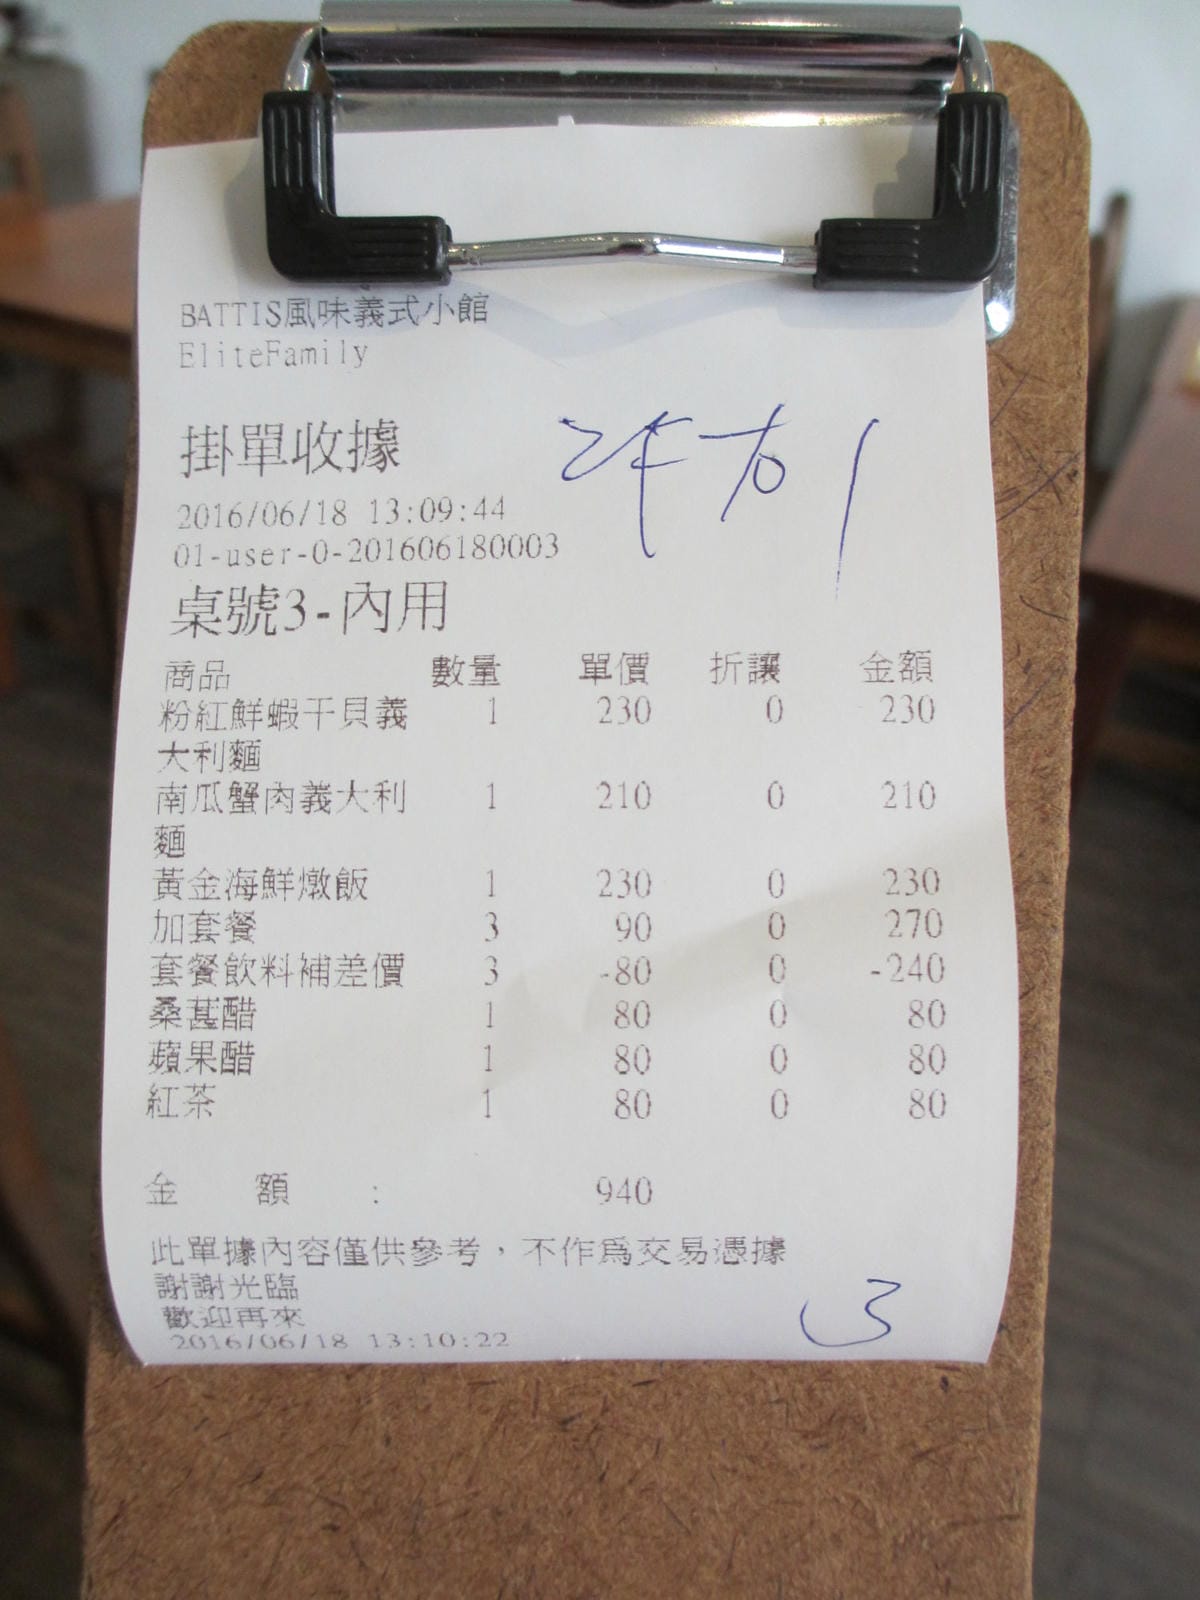 BATTIS風味義式小館
EliteFamily
掛單收據
2016/06/18 13:09:44
01-user-0-201606180003
桌號3-內用
商品 數量 單價 折讓 金額
粉紅鮮蝦干貝義 1 230 0 230
大利麵
南瓜蟹肉義大利 1 210 0 210
麵
黃金海鮮燉飯 1 230 0 230
加套餐 3 90 0 270
套餐飲料補差價 3 -80 0 -240
桑葚醋 1 80 0 80
蘋果醋 1 80 0 80
紅茶 1 80 0 80
金 額 : 940
此單據內容僅供參考，不作為交易憑據
謝謝光臨
歡迎再來
2016/06/18 13:10:22
3